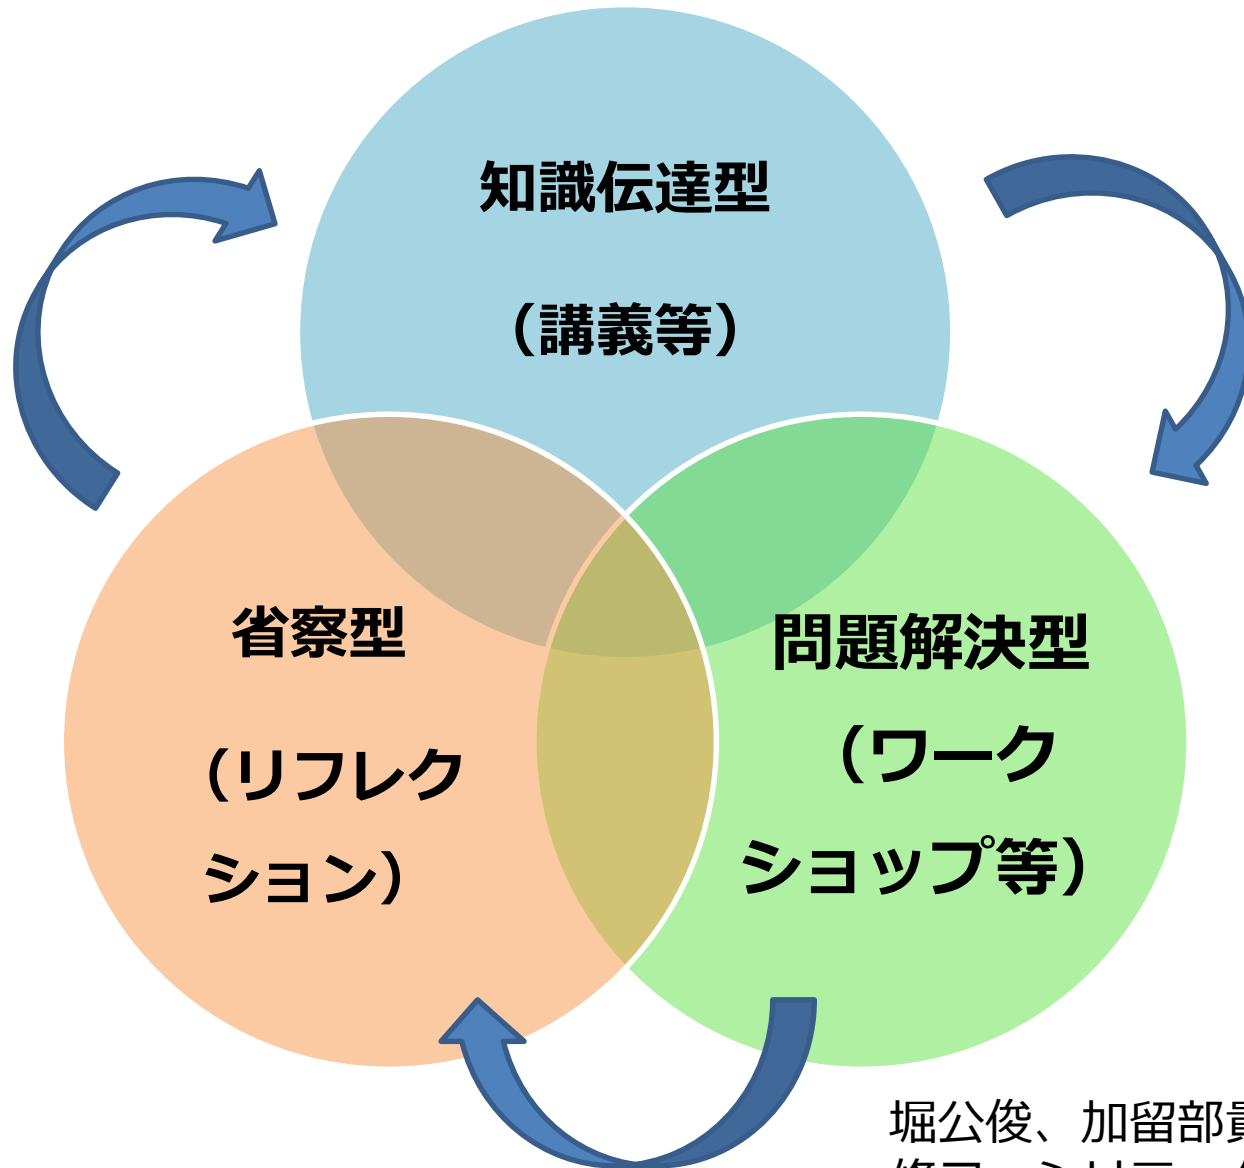 知識伝達型
（講義等）
省察型
（リフレク
ション）
問題解決型
（ワーク
ショップ等）
堀公俊、加留部貴